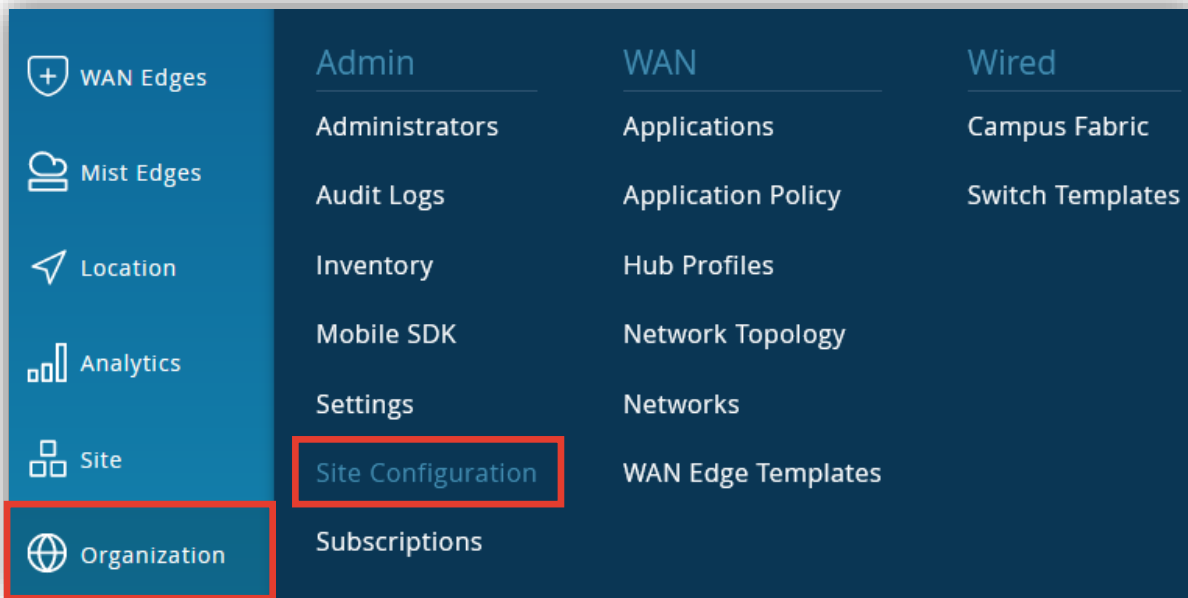 WAN Edges
Mist Edges
Location
Analytics
Site
Organization
Admin
Administrators
Audit Logs
Inventory
Mobile SDK
Settings
Site Configuration
Subscriptions
WAN
Applications
Application Policy
Hub Profiles
Network Topology
Networks
WAN Edge Templates
Wired
Campus Fabric
Switch Templates